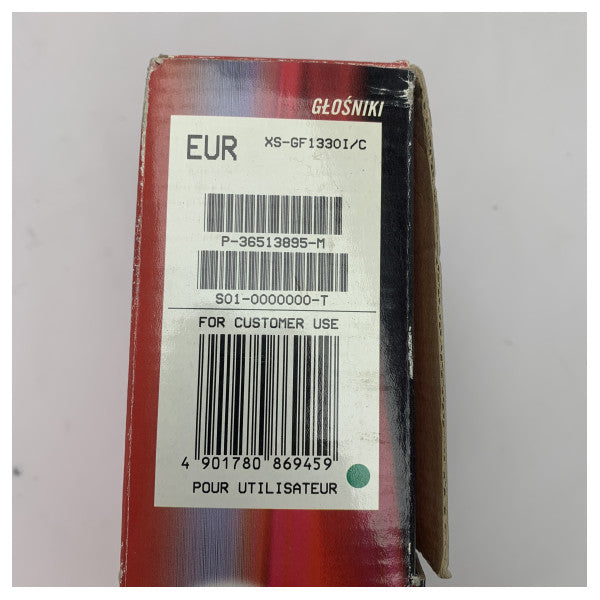 GŁOŚNIKI
EUR XS-GF1330I/C
P-36513895-M
S01-0000000-T
FOR CUSTOMER USE
4 901780 869459
POUR UTILISATEUR